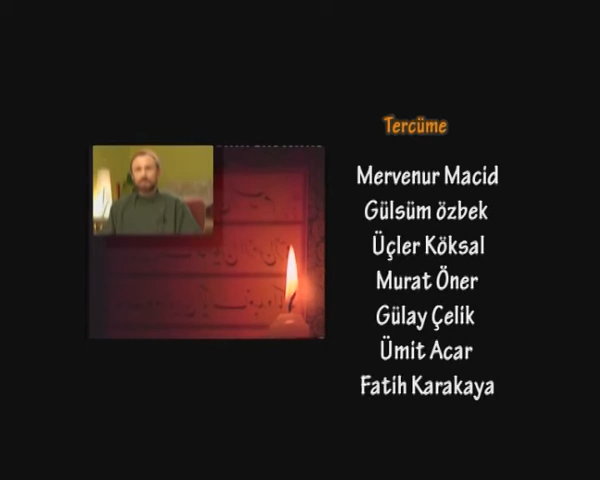 Tercüme
Mervenur Macid
Gülsüm özbek
Üçler Köksal
Murat Öner
Gülay Çelik
Ümit Acar
Fatih Karakaya